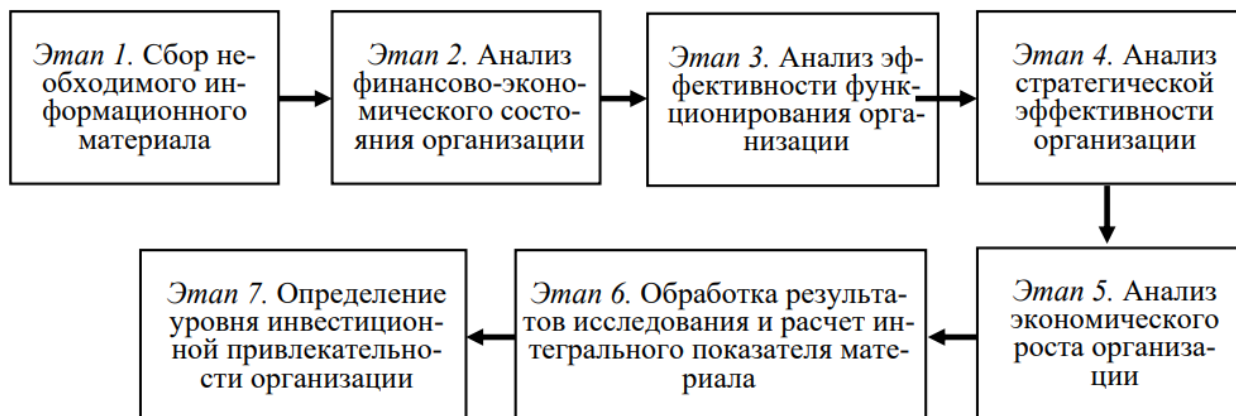 Этап 1. Сбор не-
обходимого ин-
формационного
материала
Этап 2. Анализ
финансово-эконо-
мического состо-
яния организации
Этап 3. Анализ эф-
фективности функ-
ционирования орга-
низации
Этап 4. Анализ
стратегической
эффективности
организации
Этап 5. Анализ
экономического
роста организа-
ции
Этап 6. Обработка результа-
тов исследования и расчет ин-
тегрального показателя мате-
риала
Этап 7. Определение
уровня инвестицион-
ной привлекательно-
сти организации